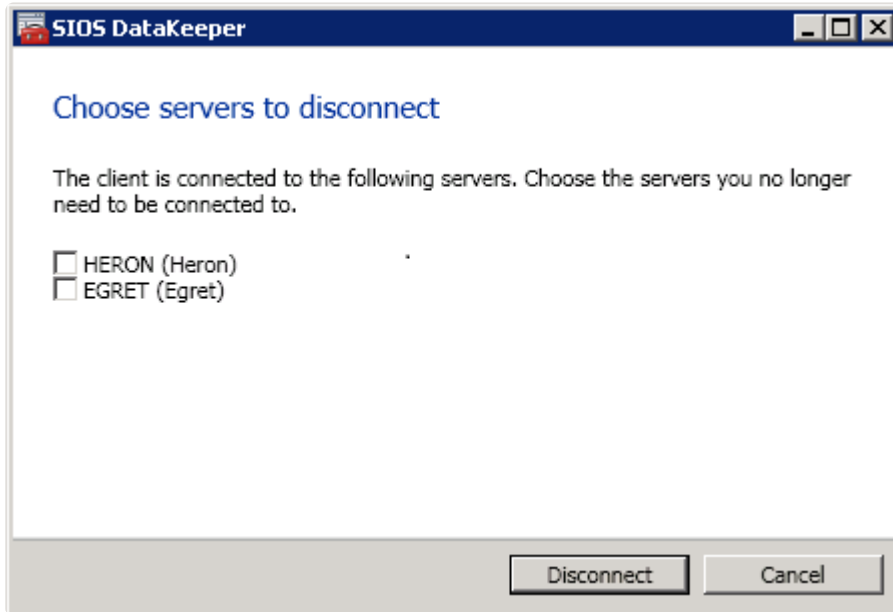 SIOS DataKeeper
Choose servers to disconnect
The client is connected to the following servers. Choose the servers you no longer
need to be connected to.
HERON (Heron)
EGRET (Egret)
Disconnect
Cancel